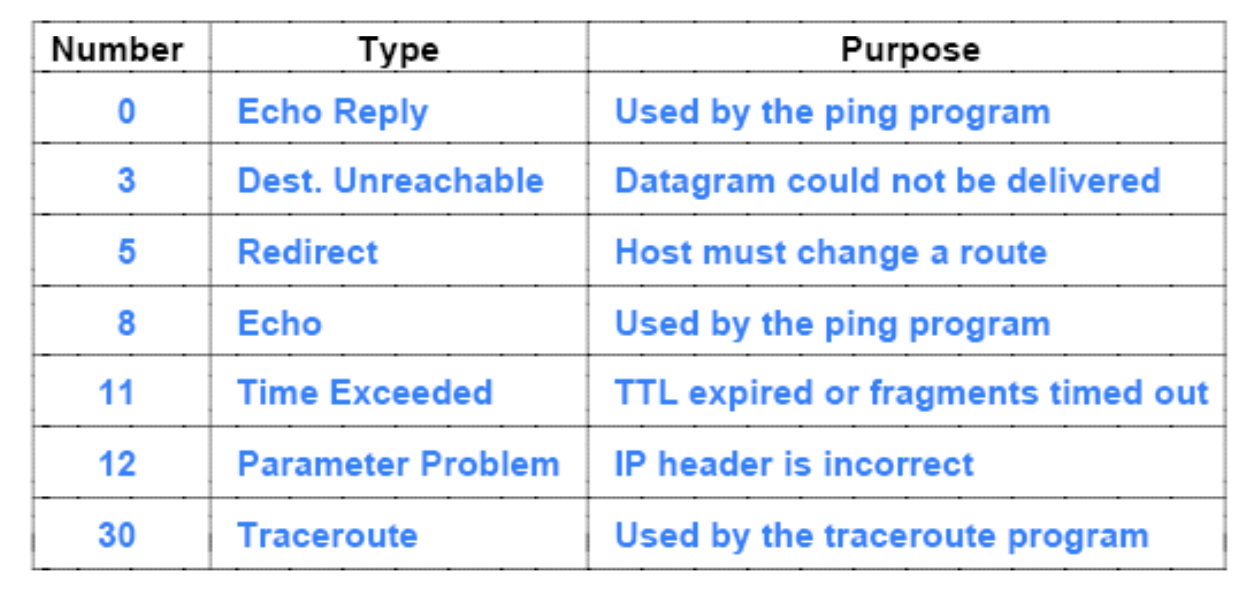 Number Type Purpose
0 Echo Reply Used by the ping program
3 Dest. Unreachable Datagram could not be delivered
5 Redirect Host must change a route
8 Echo Used by the ping program
11 Time Exceeded TTL expired or fragments timed out
12 Parameter Problem IP header is incorrect
30 Traceroute Used by the traceroute program